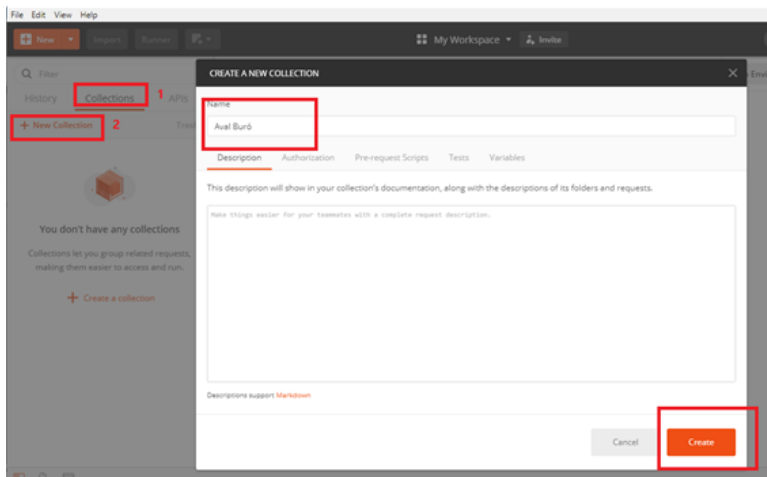 File Edit View Help
New Import Runner My Workspace Invite
Filter
History Collections 1 APIs
+ New Collection 2 Tras
You don't have any collections
Collections let you group related requests,
making them easier to access and run.
+ Create a collection
CREATE A NEW COLLECTION
Name
Aval Buró
Description Authorization Pre-request Scripts Tests Variables
This description will show in your collection's documentation, along with the descriptions of its folders and requests.
Make things easier for your teammates with a complete request description.
Descriptions support Markdown
Cancel Create
Envi